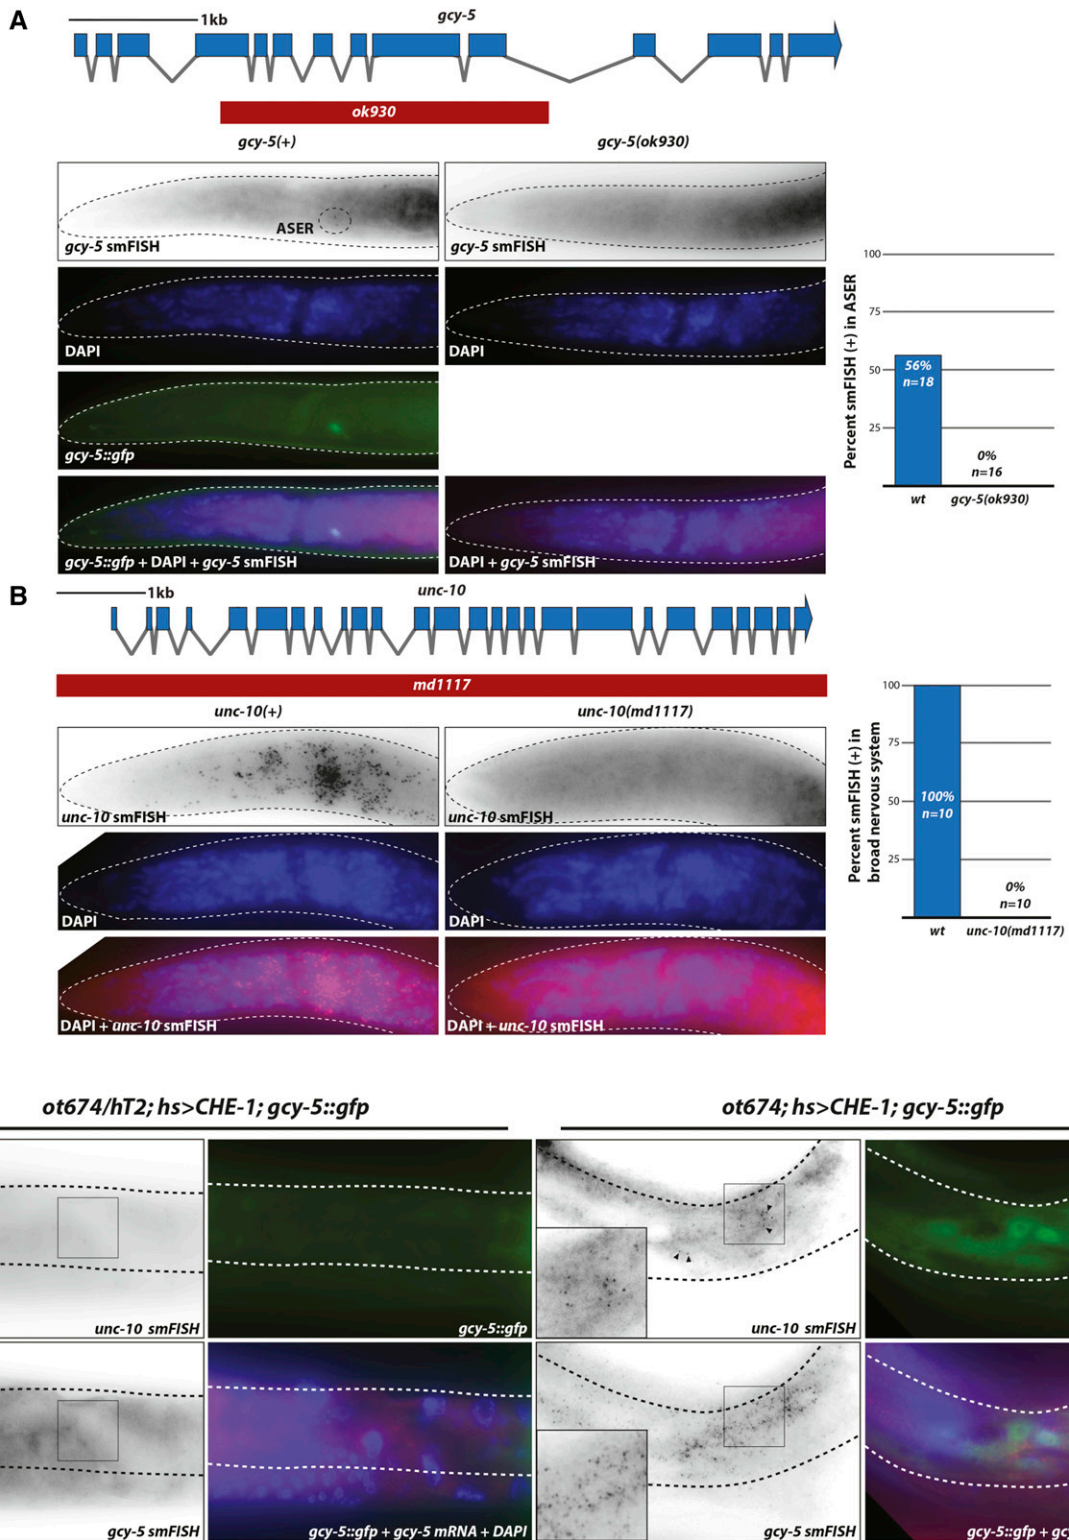 A
gcy-5
1kb
ok930
gcy-5(+)
gcy-5(ok930)
ASER
gcy-5 smFISH
gcy-5 smFISH
DAPI
DAPI
gcy-5::gfp
gcy-5::gfp + DAPI + gcy-5 smFISH
DAPI + gcy-5 smFISH
Percent smFISH (+) in ASER
100
75
50
25
56%
n=18
0%
n=16
wt
gcy-5(ok930)
B
unc-10
1kb
md1117
unc-10(+)
unc-10(md1117)
unc-10 smFISH
unc-10 smFISH
DAPI
DAPI
DAPI + unc-10 smFISH
DAPI + unc-10 smFISH
Percent smFISH (+) in
broad nervous system
100
75
50
25
100%
n=10
0%
n=10
wt
unc-10(md1117)
ot674/hT2; hs>CHE-1; gcy-5::gfp
ot674; hs>CHE-1; gcy-5::gfp
unc-10 smFISH
gcy-5::gfp
unc-10 smFISH
gcy-5 smFISH
gcy-5::gfp + gcy-5 mRNA + DAPI
gcy-5 smFISH
gcy-5::gfp + gc